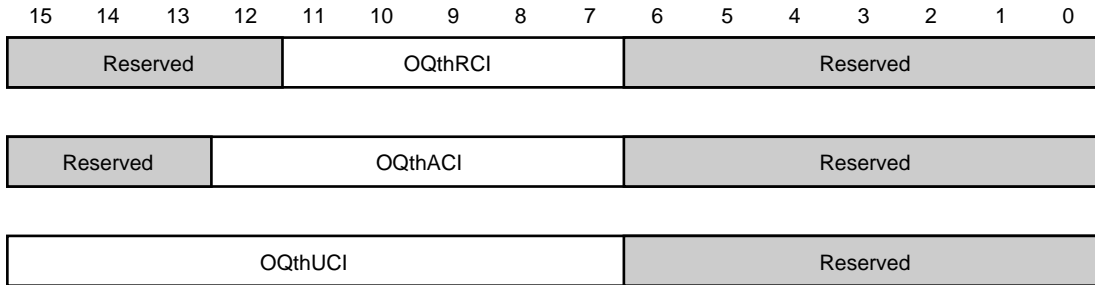 15 14 13 12 11 10 9 8 7 6 5 4 3 2 1 0
Reserved OQthRCI Reserved
Reserved OQthACI Reserved
OQthUCI Reserved